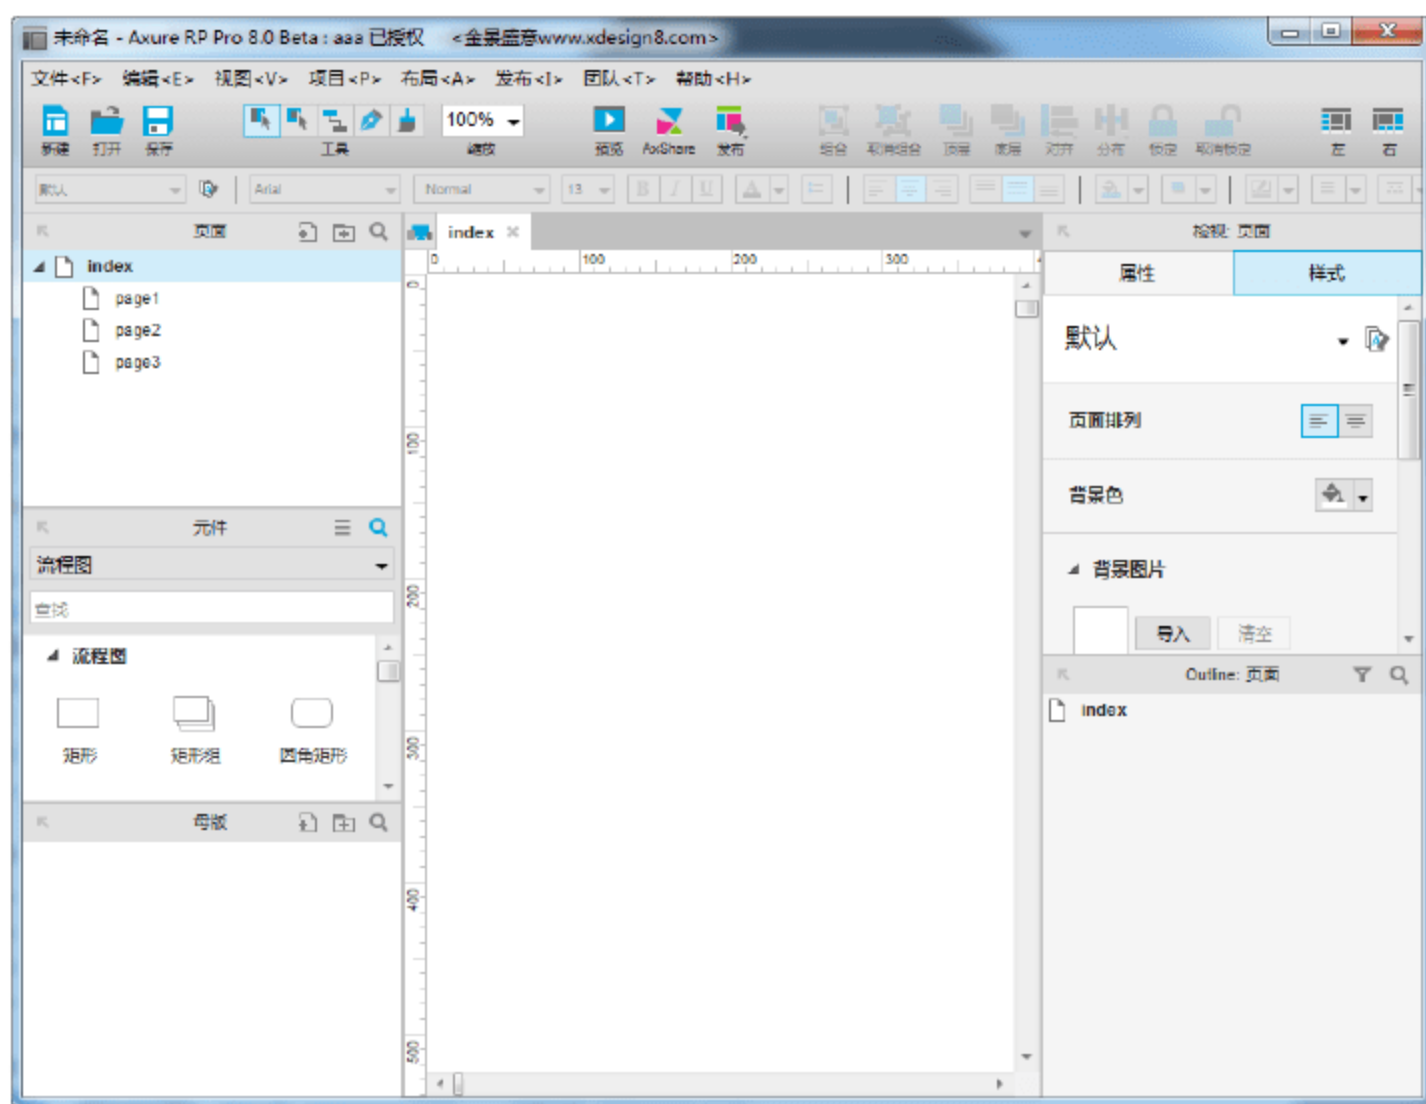 未命名 - Axure RP Pro 8.0 Beta : aaa 已授权 <金景盛意www.xdesign8.com>
文件<F> 编辑<E> 视图<V> 项目<P> 布局<A> 发布<I> 团队<T> 帮助<H>
100%
新建 打开 保存 工具 缩放 预览 AxShare 发布 组合 取消组合 顶层 底层 对齐 分布 锁定 取消锁定 左 右
默认 Arial Normal 13 B I U A
页面
index
page1
page2
page3
元件
流程图
查找
流程图
矩形 矩形组 圆角矩形
母版
index
0 100 200 300
0
100
200
300
400
500
检视: 页面
属性 样式
默认
页面排列
背景色
背景图片
导入 清空
Outline: 页面
index